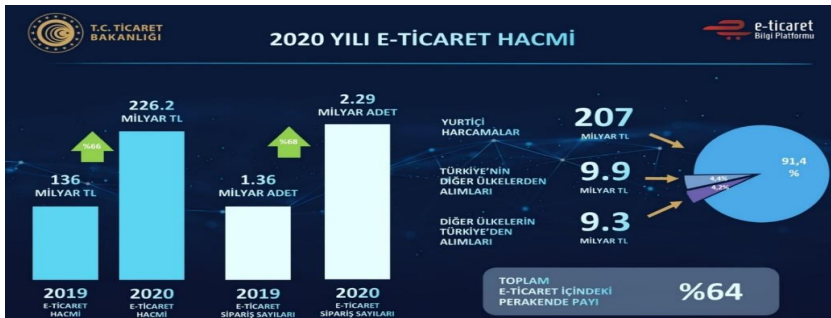 T.C. TİCARET
BAKANLIĞI
2020 YILI E-TİCARET HACMİ
e-ticaret
Bilgi Platformu
226.2
MİLYAR TL
%66
136
MİLYAR TL
2019
E-TİCARET
HACMİ
2020
E-TİCARET
HACMİ
2.29
MİLYAR ADET
%68
1.36
MİLYAR ADET
2019
E-TİCARET
SİPARİŞ SAYILARI
2020
E-TİCARET
SİPARİŞ SAYILARI
YURTİÇİ
HARCAMALAR
207
MİLYAR TL
TÜRKİYE'NİN
DİĞER ÜLKELERDEN
ALIMLARI
9.9
MİLYAR TL
DİĞER ÜLKELERİN
TÜRKİYE'DEN
ALIMLARI
9.3
MİLYAR TL
91,4
%
4,4%
4,2%
TOPLAM
E-TİCARET İÇİNDEKİ
PERAKENDE PAYI
%64